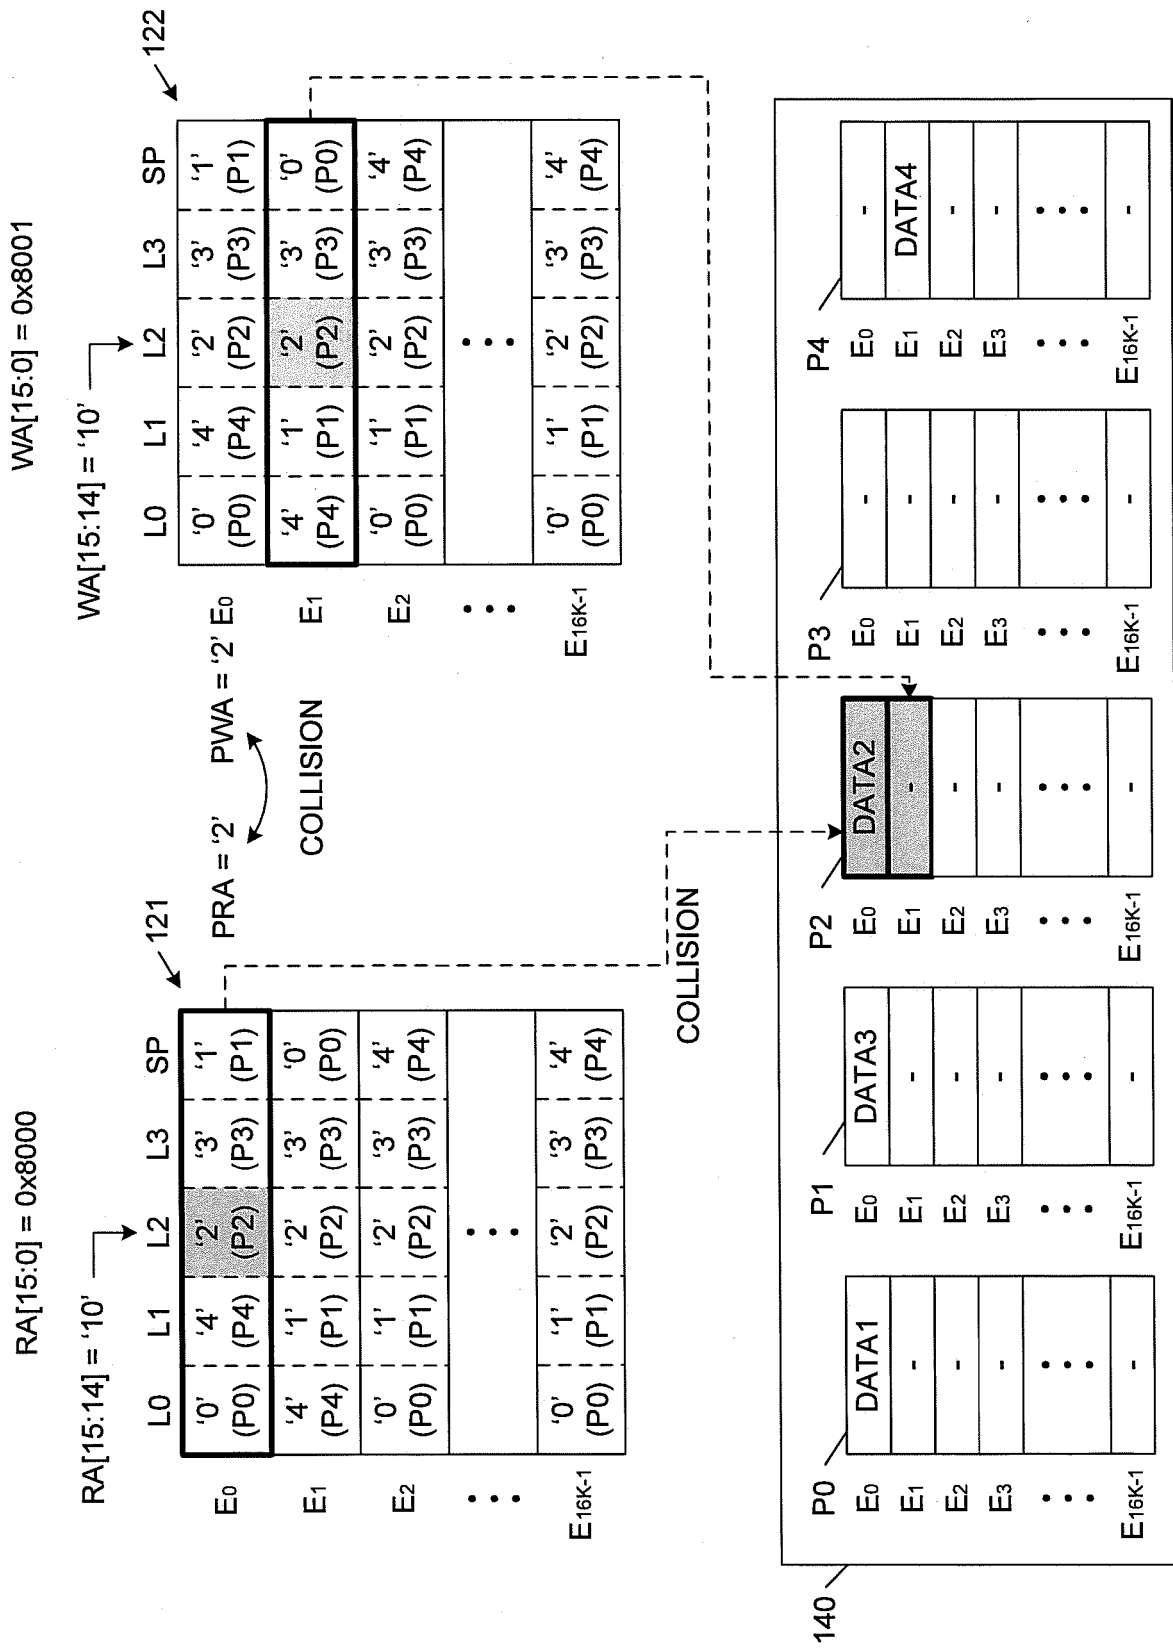 RA[15:0] = 0x8000
RA[15:14] = ‘10’
L0 L1 L2 L3 SP
121
E0 ‘0’ (P0) ‘4’ (P4) ‘2’ (P2) ‘3’ (P3) ‘1’ (P1)
E1 ‘4’ (P4) ‘1’ (P1) ‘2’ (P2) ‘3’ (P3) ‘0’ (P0)
E2 ‘0’ (P0) ‘1’ (P1) ‘2’ (P2) ‘3’ (P3) ‘4’ (P4)
E16K-1 ‘0’ (P0) ‘1’ (P1) ‘2’ (P2) ‘3’ (P3) ‘4’ (P4)
PRA = ‘2’ PWA = ‘2’
COLLISION
WA[15:0] = 0x8001
WA[15:14] = ‘10’
L0 L1 L2 L3 SP
122
E0 ‘0’ (P0) ‘4’ (P4) ‘2’ (P2) ‘3’ (P3) ‘1’ (P1)
E1 ‘4’ (P4) ‘1’ (P1) ‘2’ (P2) ‘3’ (P3) ‘0’ (P0)
E2 ‘0’ (P0) ‘1’ (P1) ‘2’ (P2) ‘3’ (P3) ‘4’ (P4)
E16K-1 ‘0’ (P0) ‘1’ (P1) ‘2’ (P2) ‘3’ (P3) ‘4’ (P4)
COLLISION
140
P0
E0 DATA1
E1 -
E2 -
E3 -
E16K-1 -
P1
E0 DATA3
E1 -
E2 -
E3 -
E16K-1 -
P2
E0 DATA2
E1 -
E2 -
E3 -
E16K-1 -
P3
E0 -
E1 -
E2 -
E3 -
E16K-1 -
P4
E0 -
E1 DATA4
E2 -
E3 -
E16K-1 -